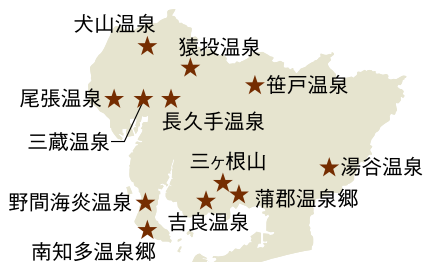 犬山温泉
猿投温泉
笹戸温泉
尾張温泉
長久手温泉
三蔵温泉
三ヶ根山
湯谷温泉
野間海炎温泉
蒲郡温泉郷
吉良温泉
南知多温泉郷